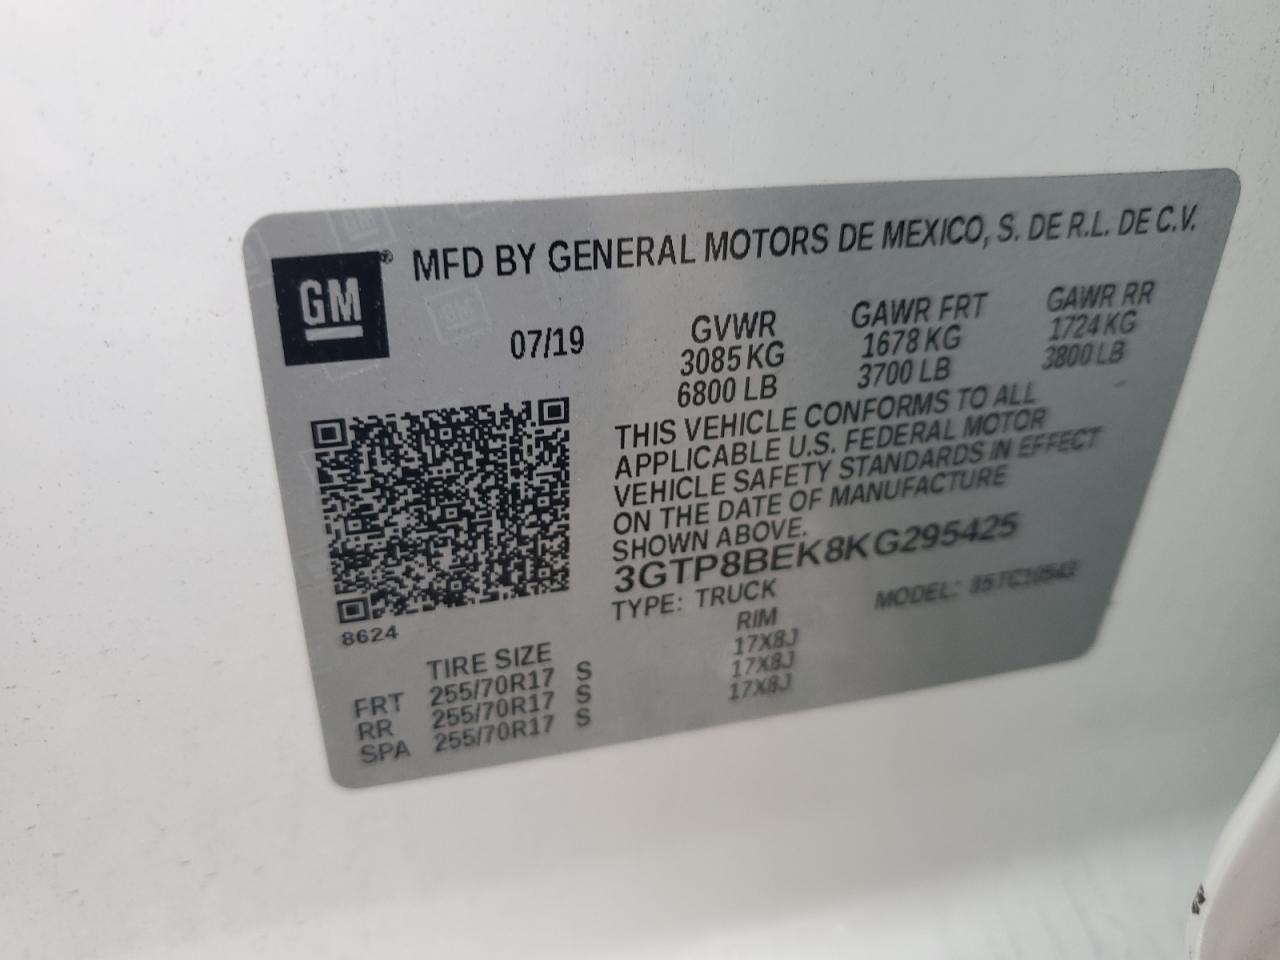 GM®
MFD BY GENERAL MOTORS DE MEXICO, S. DE R.L. DE C.V.
07/19
GVWR GAWR FRT GAWR RR
3085 KG 1678 KG 1724 KG
6800 LB 3700 LB 3800 LB
THIS VEHICLE CONFORMS TO ALL
APPLICABLE U.S. FEDERAL MOTOR
VEHICLE SAFETY STANDARDS IN EFFECT
ON THE DATE OF MANUFACTURE
SHOWN ABOVE.
3GTP8BEK8KG295425
TYPE: TRUCK MODEL:
8624
TIRE SIZE RIM
FRT 255/70R17 S 17X8J
RR 255/70R17 S 17X8J
SPA 255/70R17 S 17X8J